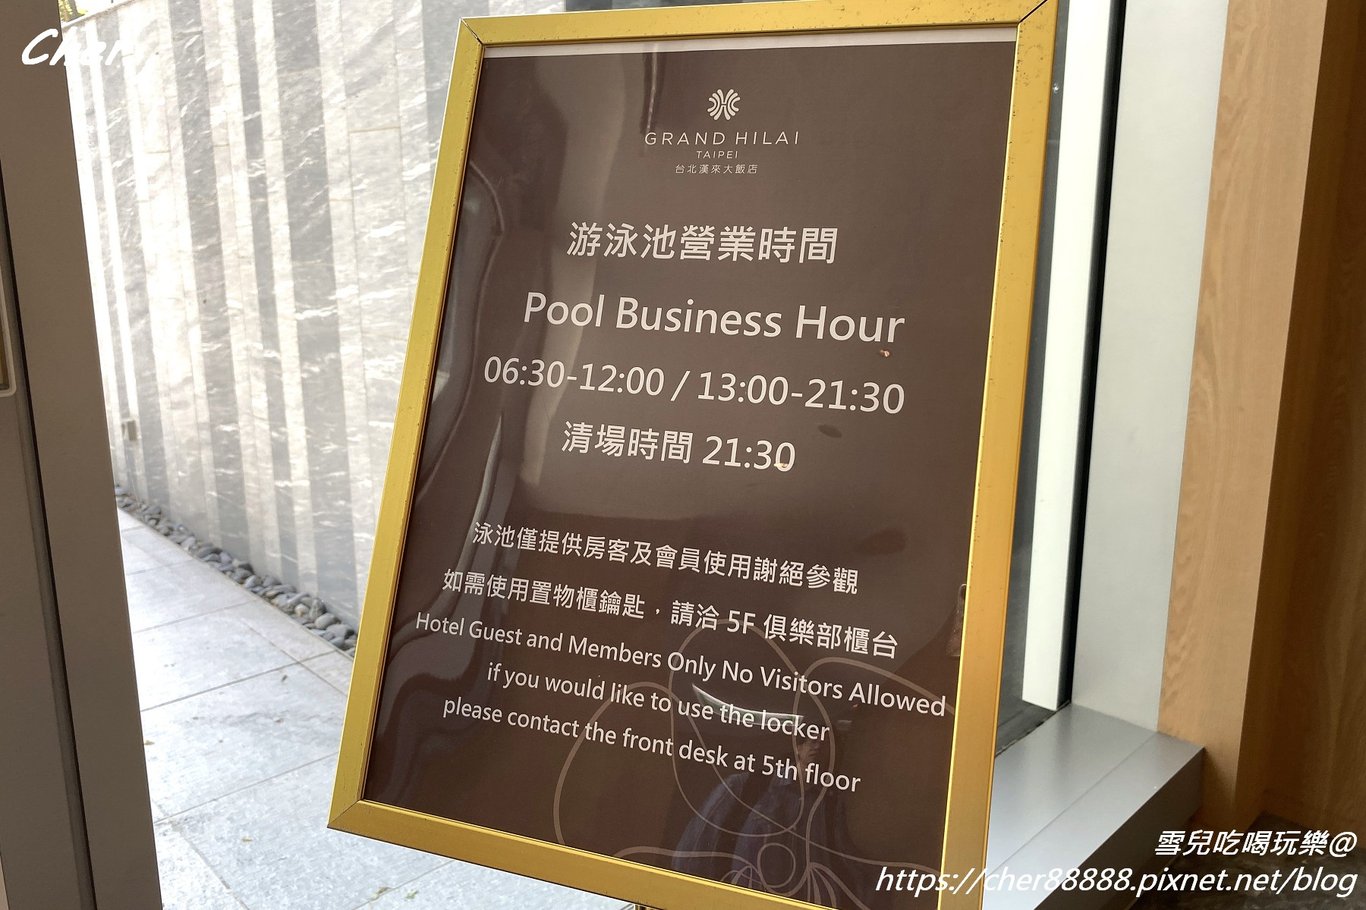 Cher
GRAND HILAI
TAIPEI
台北漢來大飯店
游泳池營業時間
Pool Business Hour
06:30-12:00 / 13:00-21:30
清場時間 21:30
泳池僅提供房客及會員使用謝絕參觀
如需使用置物櫃鑰匙，請洽 5F 俱樂部櫃台
Hotel Guest and Members Only No Visitors Allowed
if you would like to use the locker
please contact the front desk at 5th floor
雪兒吃喝玩樂@
https://cher88888.pixnet.net/blog